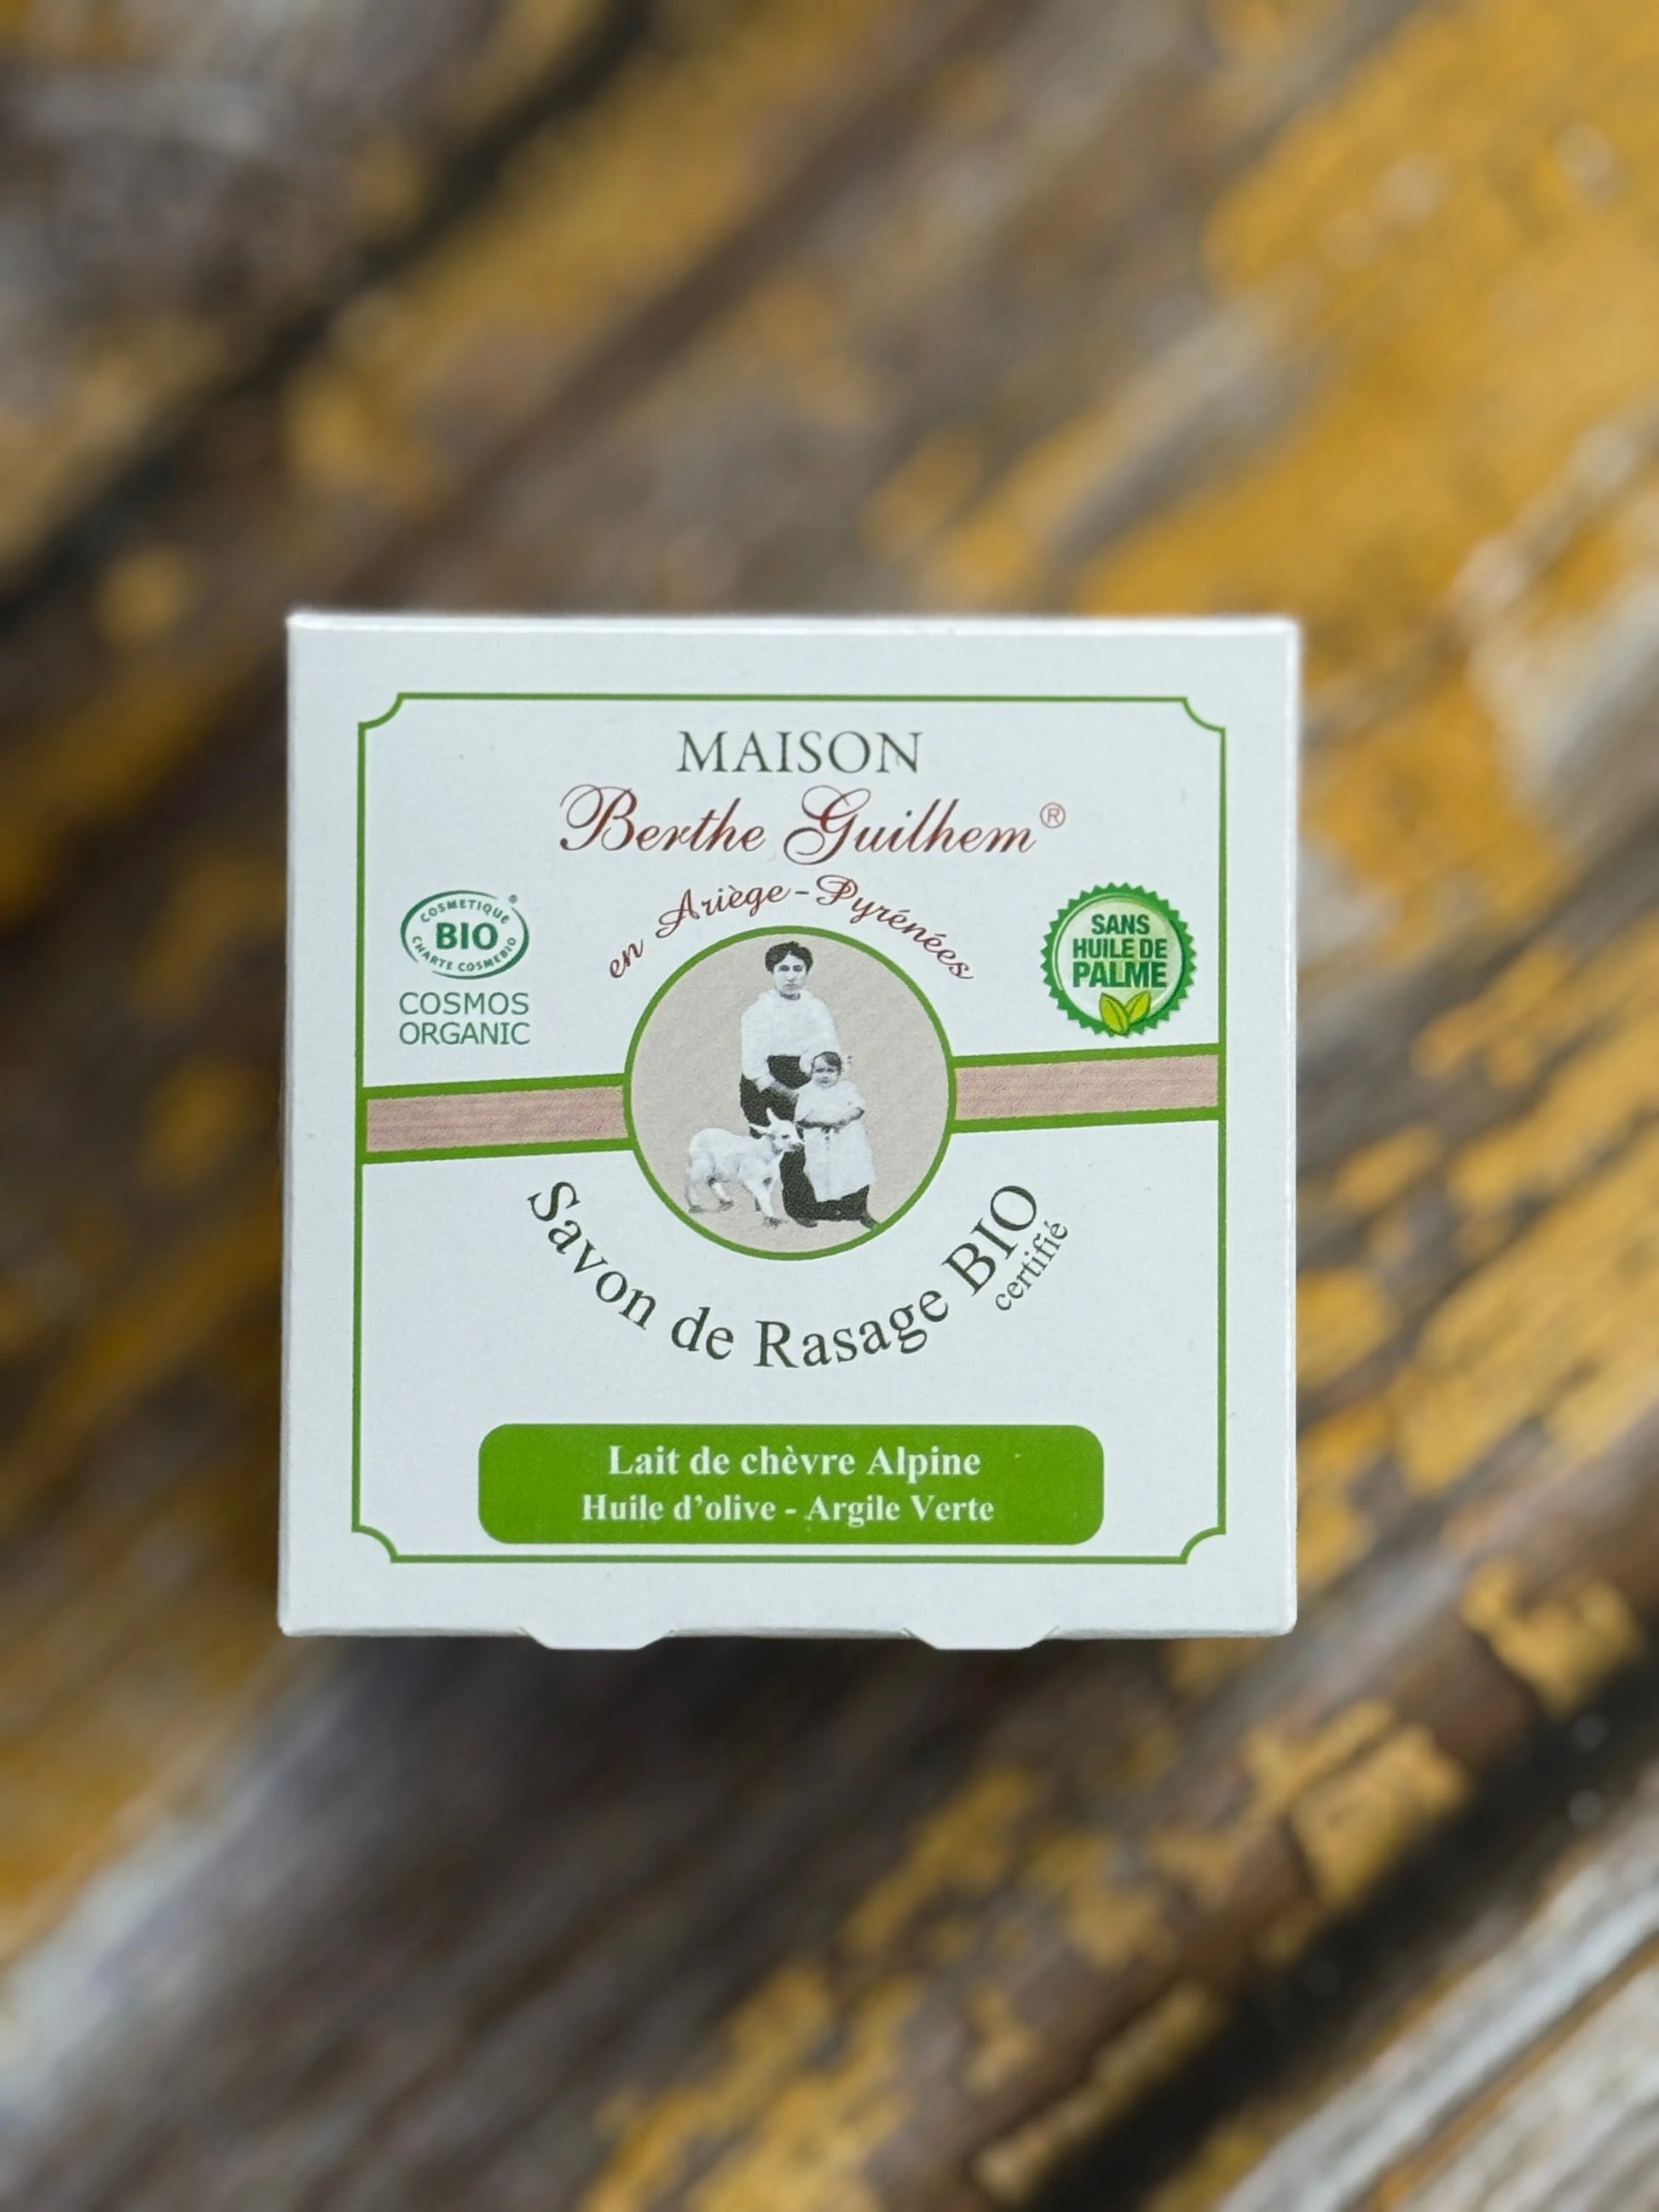 MAISON
Berthe Guilhem®
en Ariège-Pyrénées
COSMETIQUE
BIO
CHARTE COSMEBIO
®
COSMOS
ORGANIC
SANS
HUILE DE
PALME
Savon de Rasage BIO
certifié
Lait de chèvre Alpine
Huile d'olive - Argile Verte